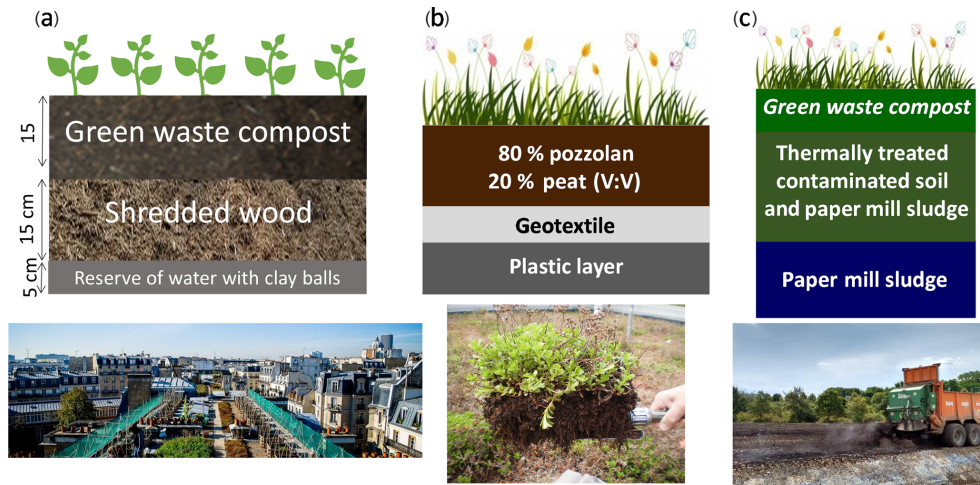 (a)
15
Green waste compost
15 cm
Shredded wood
5 cm
Reserve of water with clay balls
(b)
80 % pozzolan
20 % peat (V:V)
Geotextile
Plastic layer
(c)
Green waste compost
Thermally treated
contaminated soil
and paper mill sludge
Paper mill sludge